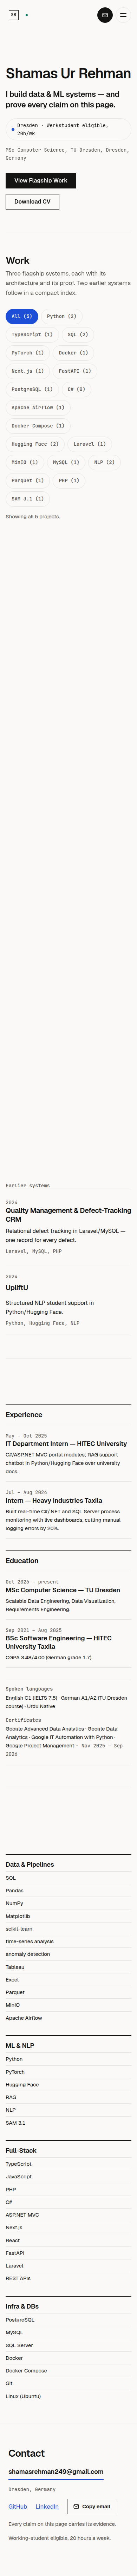 SR
Shamas Ur Rehman
I build data & ML systems — and
prove every claim on this page.
Dresden · Werkstudent eligible,
20h/wk
MSc Computer Science, TU Dresden, Dresden,
Germany
View Flagship Work
Download CV
Work
Three flagship systems, each with its
architecture and its proof. Two earlier systems
follow in a compact index.
All (5)
Python (2)
TypeScript (1)
SQL (2)
PyTorch (1)
Docker (1)
Next.js (1)
FastAPI (1)
PostgreSQL (1)
C# (0)
Apache Airflow (1)
Docker Compose (1)
Hugging Face (2)
Laravel (1)
MinIO (1)
MySQL (1)
NLP (2)
Parquet (1)
PHP (1)
SAM 3.1 (1)
Showing all 5 projects.
Earlier systems
2024
Quality Management & Defect-Tracking
CRM
Relational defect tracking in Laravel/MySQL —
one record for every defect.
Laravel, MySQL, PHP
2024
UpliftU
Structured NLP student support in
Python/Hugging Face.
Python, Hugging Face, NLP
Experience
May – Oct 2025
IT Department Intern — HITEC University
C#/ASP.NET MVC portal modules; RAG support
chatbot in Python/Hugging Face over university
docs.
Jul – Aug 2024
Intern — Heavy Industries Taxila
Built real-time C#/.NET and SQL Server process
monitoring with live dashboards, cutting manual
logging errors by 20%.
Education
Oct 2026 – present
MSc Computer Science — TU Dresden
Scalable Data Engineering, Data Visualization,
Requirements Engineering.
Sep 2021 – Aug 2025
BSc Software Engineering — HITEC
University Taxila
CGPA 3.48/4.00 (German grade 1.7).
Spoken languages
English C1 (IELTS 7.5) · German A1/A2 (TU Dresden
course) · Urdu Native
Certificates
Google Advanced Data Analytics · Google Data
Analytics · Google IT Automation with Python ·
Google Project Management · Nov 2025 – Sep
2026
Data & Pipelines
SQL
Pandas
NumPy
Matplotlib
scikit-learn
time-series analysis
anomaly detection
Tableau
Excel
Parquet
MinIO
Apache Airflow
ML & NLP
Python
PyTorch
Hugging Face
RAG
NLP
SAM 3.1
Full-Stack
TypeScript
JavaScript
PHP
C#
ASP.NET MVC
Next.js
React
FastAPI
Laravel
REST APIs
Infra & DBs
PostgreSQL
MySQL
SQL Server
Docker
Docker Compose
Git
Linux (Ubuntu)
Contact
shamasrehman249@gmail.com
Dresden, Germany
GitHub
LinkedIn
Copy email
Every claim on this page carries its evidence.
Working-student eligible, 20 hours a week.